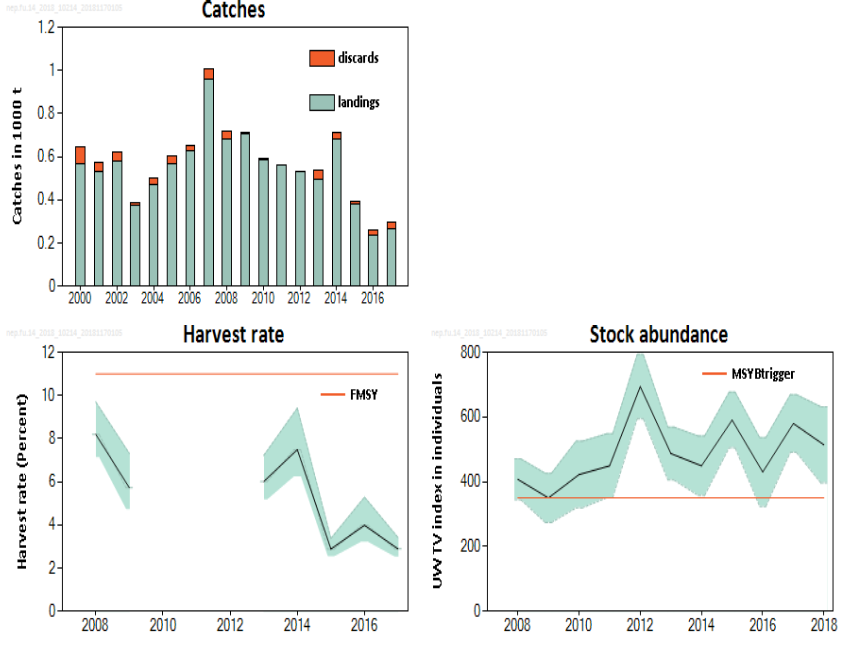 Catches
1.2
1
0.8
0.6
0.4
0.2
0
Catches in 1000 t
discards
landings
2000 2002 2004 2006 2008 2010 2012 2014 2016
Harvest rate
12
10
8
6
4
2
0
Harvest rate (Percent)
FMSY
2008 2010 2012 2014 2016
Stock abundance
800
600
400
200
0
UWTV index in individuals
MSYBtrigger
2008 2010 2012 2014 2016 2018